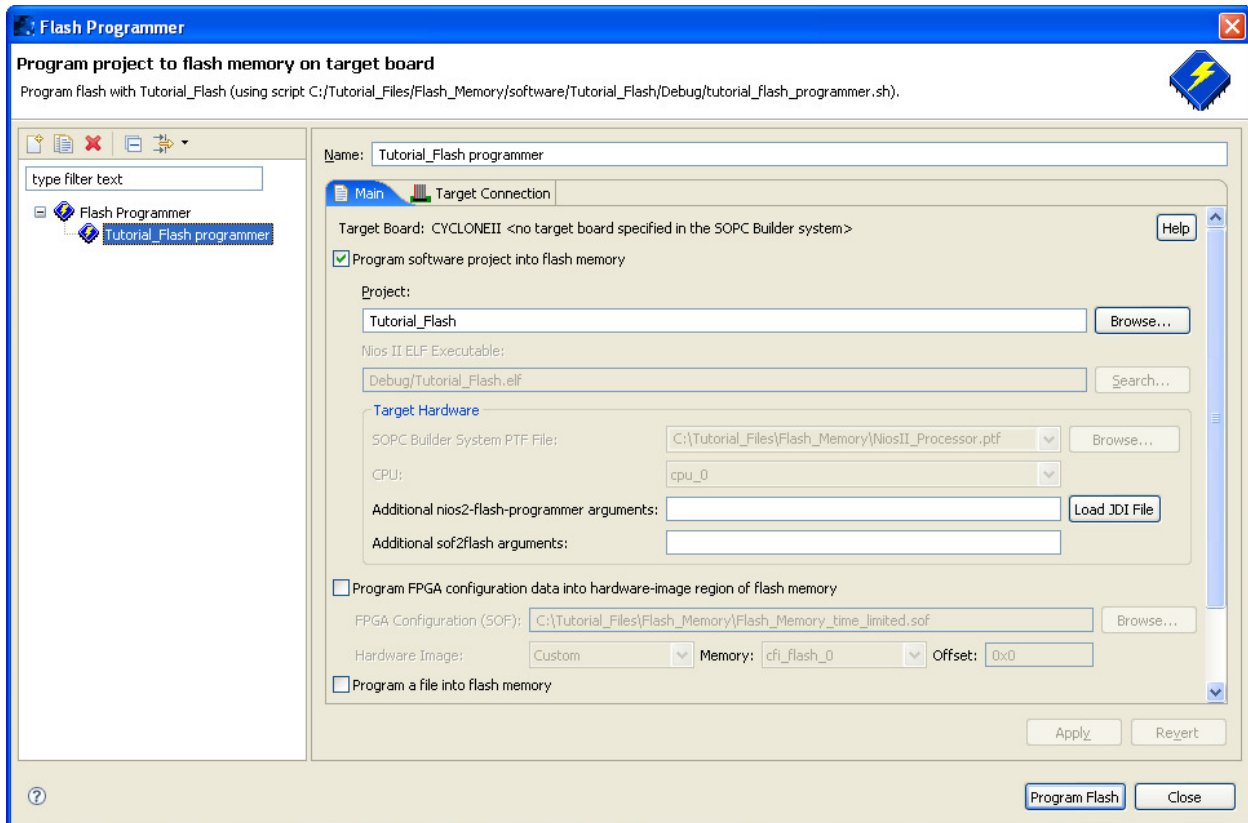 Flash Programmer
Program project to flash memory on target board
Program flash with Tutorial_Flash (using script C:/Tutorial_Files/Flash_Memory/software/Tutorial_Flash/Debug/tutorial_flash_programmer.sh).
type filter text
Flash Programmer
Tutorial_Flash programmer
Name: Tutorial_Flash programmer
Main Target Connection
Target Board: CYCLONEII <no target board specified in the SOPC Builder system> Help
Program software project into flash memory
Project:
Tutorial_Flash Browse...
Nios II ELF Executable:
Debug/Tutorial_Flash.elf Search...
Target Hardware
SOPC Builder System PTF File: C:\Tutorial_Files\Flash_Memory\NiosII_Processor.ptf Browse...
CPU: cpu_0
Additional nios2-flash-programmer arguments: Load JDI File
Additional sof2flash arguments:
Program FPGA configuration data into hardware-image region of flash memory
FPGA Configuration (SOF): C:\Tutorial_Files\Flash_Memory\Flash_Memory_time_limited.sof Browse...
Hardware Image: Custom Memory: cfi_flash_0 Offset: 0x0
Program a file into flash memory
Apply Revert
? Program Flash Close